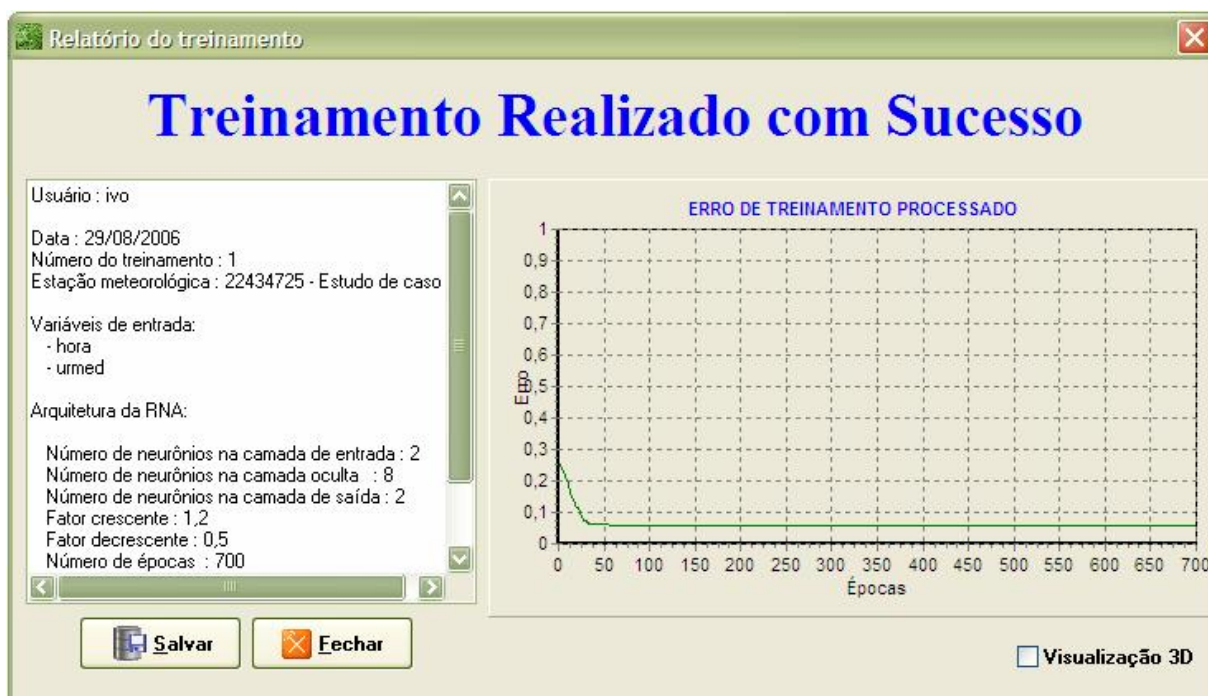 Relatório do treinamento
Treinamento Realizado com Sucesso
Usuário : ivo
Data : 29/08/2006
Número do treinamento : 1
Estação meteorológica : 22434725 - Estudo de caso
Variáveis de entrada:
- hora
- urmed
Arquitetura da RNA:
Número de neurônios na camada de entrada : 2
Número de neurônios na camada oculta : 8
Número de neurônios na camada de saída : 2
Fator crescente : 1,2
Fator decrescente : 0,5
Número de épocas : 700
Salvar
Fechar
ERRO DE TREINAMENTO PROCESSADO
1
0,9
0,8
0,7
0,6
0,5
0,4
0,3
0,2
0,1
0
Erro
0 50 100 150 200 250 300 350 400 450 500 550 600 650 700
Épocas
Visualização 3D